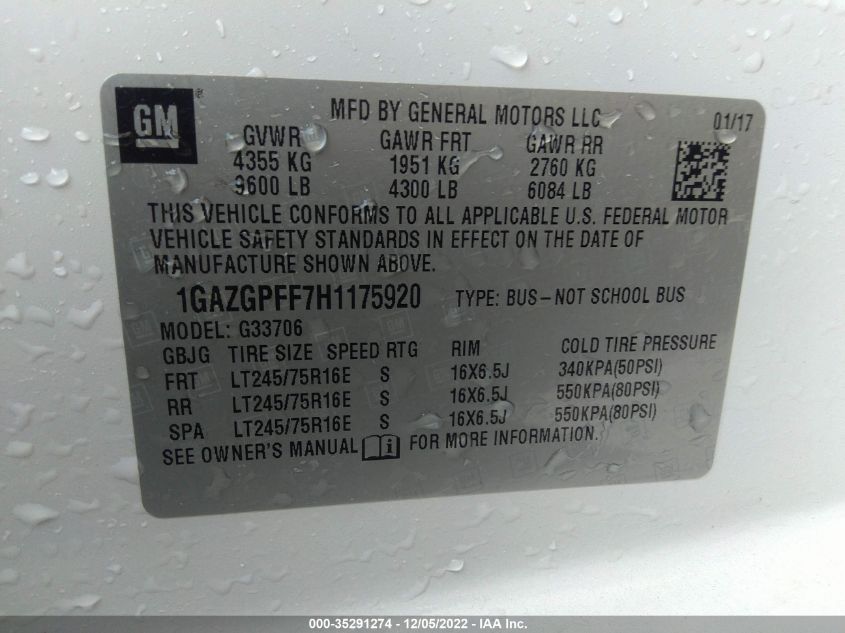 GM
MFD BY GENERAL MOTORS LLC 01/17
GVWR GAWR FRT GAWR RR
4355 KG 1951 KG 2760 KG
9600 LB 4300 LB 6084 LB
THIS VEHICLE CONFORMS TO ALL APPLICABLE U.S. FEDERAL MOTOR
VEHICLE SAFETY STANDARDS IN EFFECT ON THE DATE OF
MANUFACTURE SHOWN ABOVE.
1GAZGPFF7H1175920 TYPE: BUS-NOT SCHOOL BUS
MODEL: G33706
GBJG TIRE SIZE SPEED RTG RIM COLD TIRE PRESSURE
FRT LT245/75R16E S 16X6.5J 340KPA(50PSI)
RR LT245/75R16E S 16X6.5J 550KPA(80PSI)
SPA LT245/75R16E S 16X6.5J 550KPA(80PSI)
SEE OWNER'S MANUAL i FOR MORE INFORMATION.
000-35291274 - 12/05/2022 - IAA Inc.